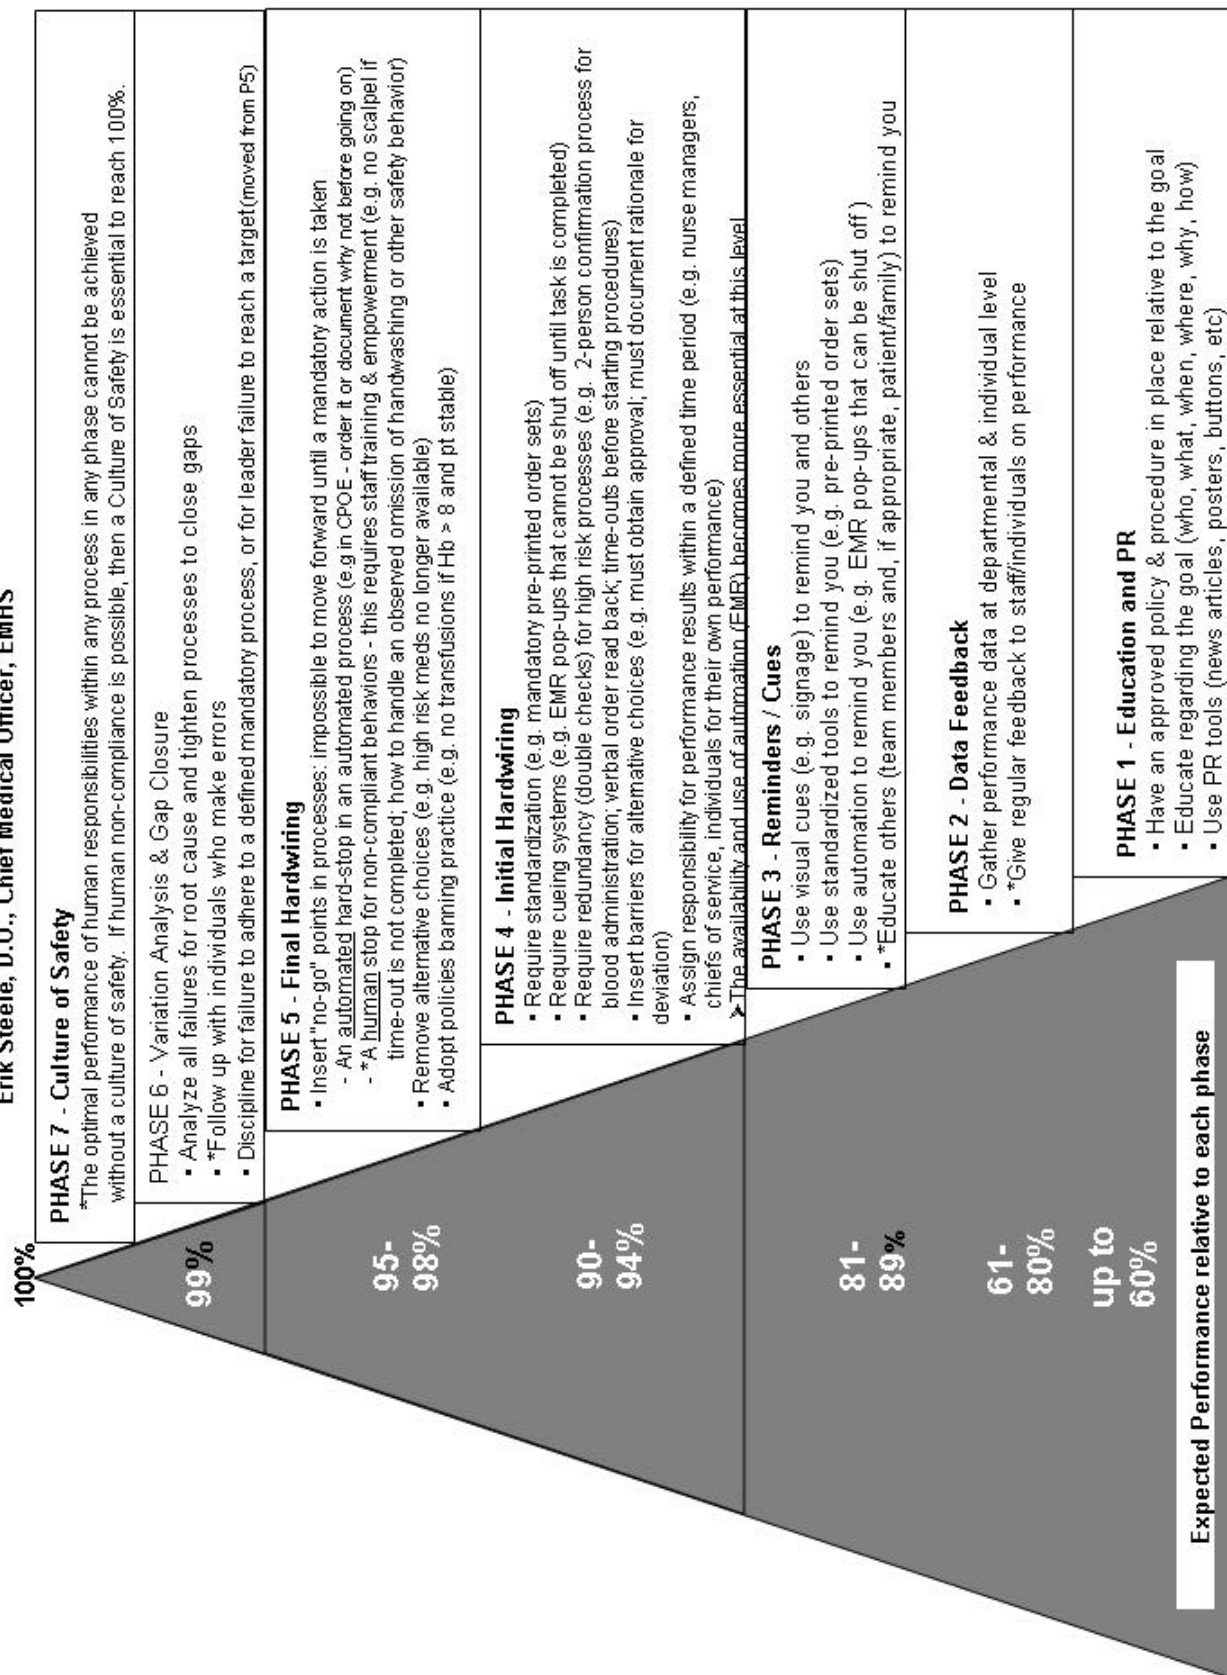 Erik Steele, D.O., Chief Medical Officer, EMHS
100%
PHASE 7 - Culture of Safety
*The optimal performance of human responsibilities within any process in any phase cannot be achieved
without a culture of safety. If human non-compliance is possible, then a Culture of Safety is essential to reach 100%.
99%
PHASE 6 - Variation Analysis & Gap Closure
▪ Analyze all failures for root cause and tighten processes to close gaps
▪ *Follow up with individuals who make errors
▪ Discipline for failure to adhere to a defined mandatory process, or for leader failure to reach a target (moved from P5)
95-
98%
PHASE 5 - Final Hardwiring
▪ Insert "no-go" points in processes: impossible to move forward until a mandatory action is taken
- An automated hard-stop in an automated process (e.g in CPOE - order it or document why not before going on)
- *A human stop for non-compliant behaviors - this requires staff training & empowerment (e.g. no scalpel if
time-out is not completed; how to handle an observed omission of handwashing or other safety behavior)
▪ Remove alternative choices (e.g. high risk meds no longer available)
▪ Adopt policies banning practice (e.g. no transfusions if Hb > 8 and pt stable)
90-
94%
PHASE 4 - Initial Hardwiring
▪ Require standardization (e.g. mandatory pre-printed order sets)
▪ Require cueing systems (e.g. EMR pop-ups that cannot be shut off until task is completed)
▪ Require redundancy (double checks) for high risk processes (e.g. 2-person confirmation process for
blood administration; verbal order read back; time-outs before starting procedures)
▪ Insert barriers for alternative choices (e.g. must obtain approval; must document rationale for
deviation)
▪ Assign responsibility for performance results within a defined time period (e.g. nurse managers,
chiefs of service, individuals for their own performance)
➢The availability and use of automation (EMR) becomes more essential at this level
81-
89%
PHASE 3 - Reminders / Cues
▪ Use visual cues (e.g. signage) to remind you and others
▪ Use standardized tools to remind you (e.g. pre-printed order sets)
▪ Use automation to remind you (e.g. EMR pop-ups that can be shut off )
▪ *Educate others (team members and, if appropriate, patient/family) to remind you
61-
80%
PHASE 2 - Data Feedback
▪ Gather performance data at departmental & individual level
▪ *Give regular feedback to staff/individuals on performance
up to
60%
PHASE 1 - Education and PR
▪ Have an approved policy & procedure in place relative to the goal
▪ Educate regarding the goal (who, what, when, where, why, how)
▪ Use PR tools (news articles, posters, buttons, etc)
Expected Performance relative to each phase